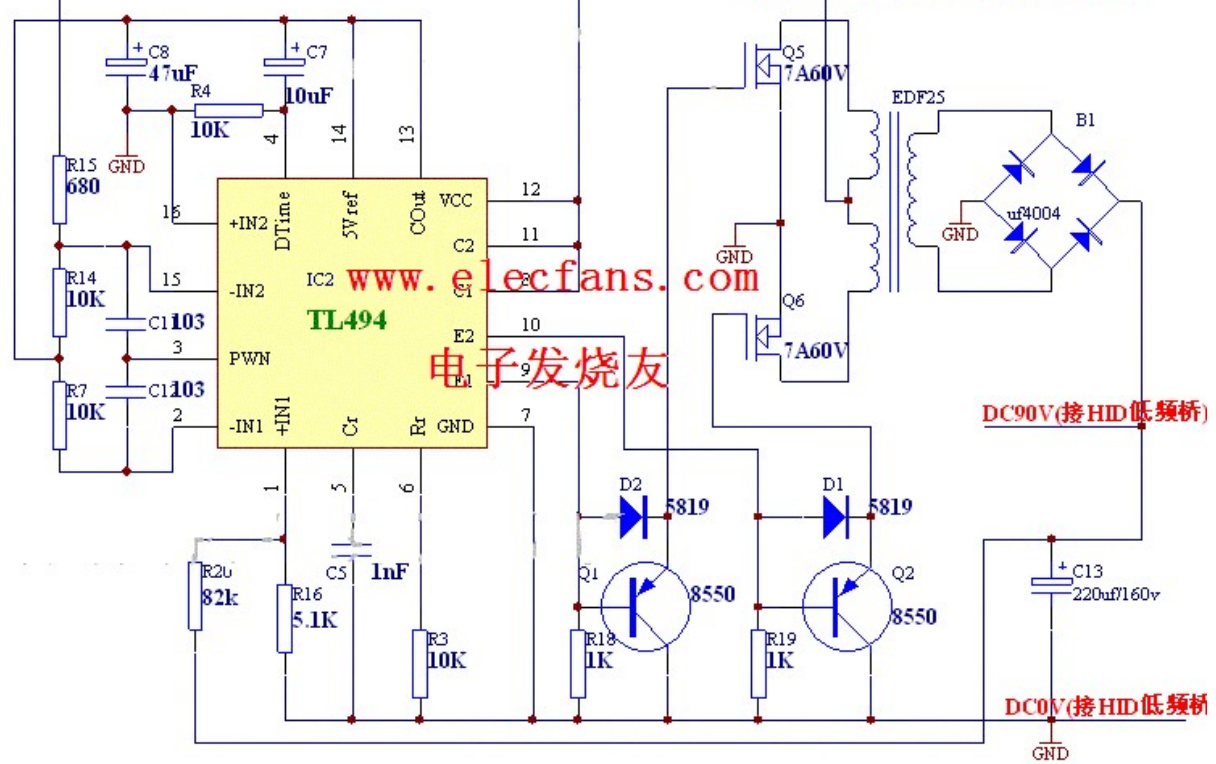 C8
47uF
C7
10uF
R4
10K
4
14
13
Q5
7A60V
EDF25
B1
R15
680
GND
16
+IN2
DTime
5Vref
COut
VCC
12
C2
11
uf4004
GND
GND
R14
10K
15
-IN2
IC2
www.elecfans.com
C1
8
TL494
Q6
7A60V
103
3
PWN
E2
10
电子发烧友
E1
9
R7
10K
103
2
-IN1
+IN1
Cr
Rr
GND
7
DC90V(接HID低频桥)
1
5
6
D2
5819
D1
5819
C5
1nF
Q1
8550
Q2
8550
C13
220uf/160v
R20
82k
R16
5.1K
R3
10K
R18
1K
R19
1K
DC0V(接HID低频桥
GND